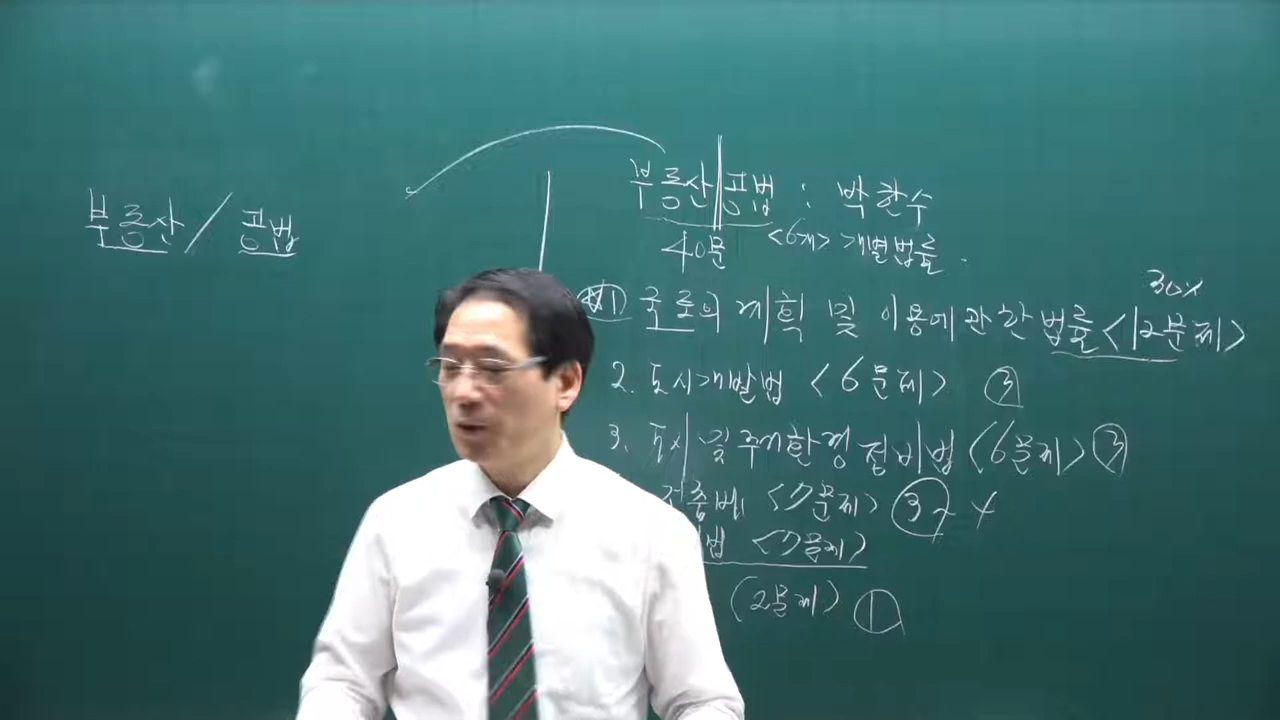 부동산 / 공법
부동산 공법 : 박한수
40문 <6개> 개별법률.
1 국토의 계획 및 이용에 관한 법률 <12문제> 30%
2. 도시개발법 <6문제> ③
3. 도시 및 주거환경 정비법 <6문제> ③
건축법 <7문제> 3~4
법 <7문제>
(2문제) ①